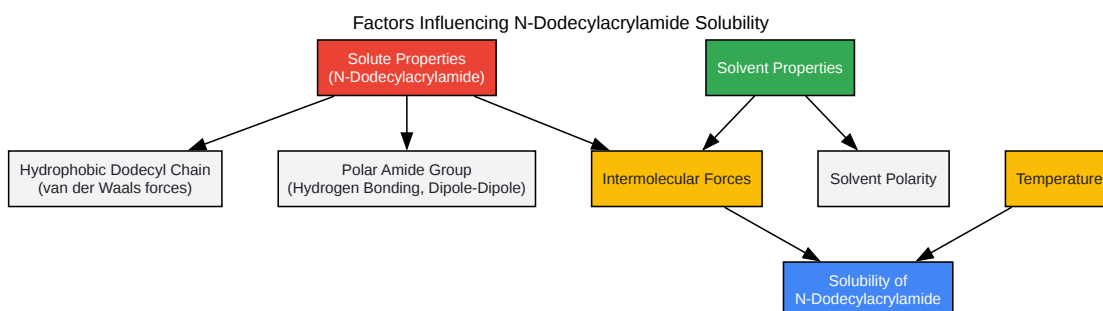 Factors Influencing N-Dodecylacrylamide Solubility
Solute Properties
(N-Dodecylacrylamide)
Solvent Properties
Hydrophobic Dodecyl Chain
(van der Waals forces)
Polar Amide Group
(Hydrogen Bonding, Dipole-Dipole)
Intermolecular Forces
Solvent Polarity
Temperature
Solubility of
N-Dodecylacrylamide